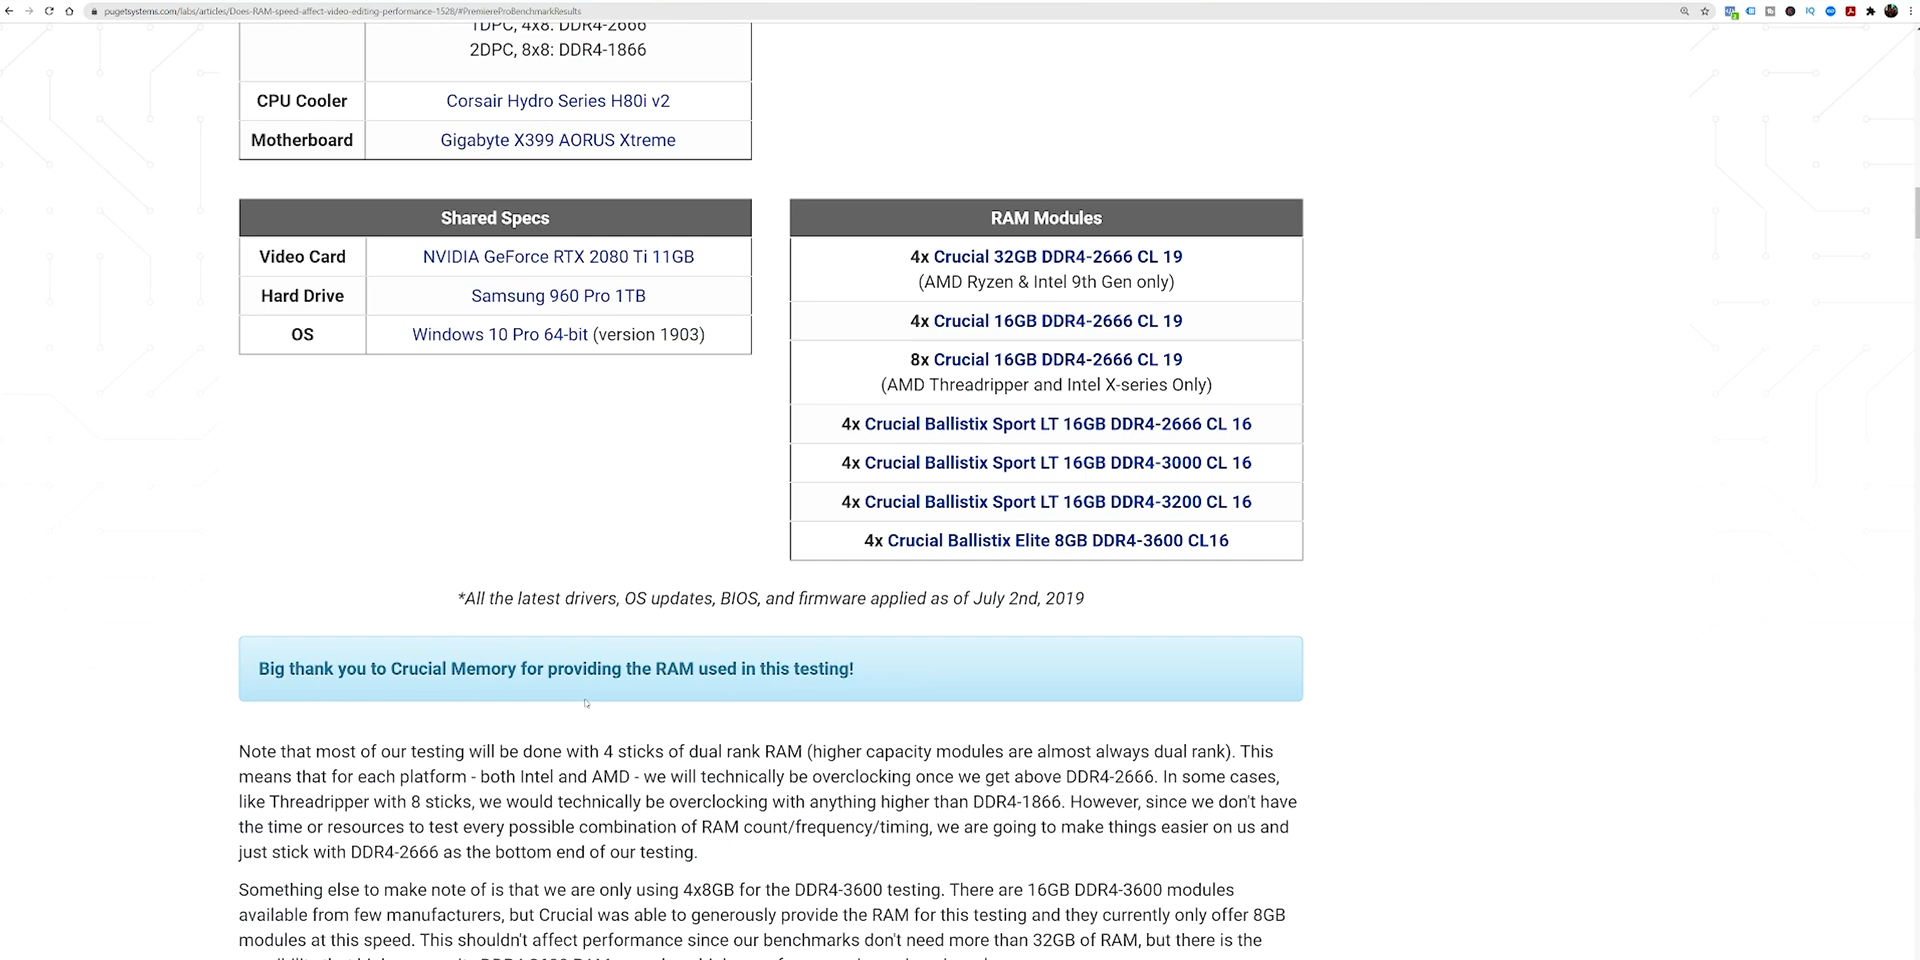 pugetsystems.com/labs/articles/Does-RAM-speed-affect-video-editing-performance-1528/#PremiereProBenchmarkResults
1DPC, 4x8: DDR4-2666
2DPC, 8x8: DDR4-1866
CPU Cooler Corsair Hydro Series H80i v2
Motherboard Gigabyte X399 AORUS Xtreme
Shared Specs
Video Card NVIDIA GeForce RTX 2080 Ti 11GB
Hard Drive Samsung 960 Pro 1TB
OS Windows 10 Pro 64-bit (version 1903)
RAM Modules
4x Crucial 32GB DDR4-2666 CL 19
(AMD Ryzen & Intel 9th Gen only)
4x Crucial 16GB DDR4-2666 CL 19
8x Crucial 16GB DDR4-2666 CL 19
(AMD Threadripper and Intel X-series Only)
4x Crucial Ballistix Sport LT 16GB DDR4-2666 CL 16
4x Crucial Ballistix Sport LT 16GB DDR4-3000 CL 16
4x Crucial Ballistix Sport LT 16GB DDR4-3200 CL 16
4x Crucial Ballistix Elite 8GB DDR4-3600 CL16
*All the latest drivers, OS updates, BIOS, and firmware applied as of July 2nd, 2019
Big thank you to Crucial Memory for providing the RAM used in this testing!
Note that most of our testing will be done with 4 sticks of dual rank RAM (higher capacity modules are almost always dual rank). This
means that for each platform - both Intel and AMD - we will technically be overclocking once we get above DDR4-2666. In some cases,
like Threadripper with 8 sticks, we would technically be overclocking with anything higher than DDR4-1866. However, since we don't have
the time or resources to test every possible combination of RAM count/frequency/timing, we are going to make things easier on us and
just stick with DDR4-2666 as the bottom end of our testing.
Something else to make note of is that we are only using 4x8GB for the DDR4-3600 testing. There are 16GB DDR4-3600 modules
available from few manufacturers, but Crucial was able to generously provide the RAM for this testing and they currently only offer 8GB
modules at this speed. This shouldn't affect performance since our benchmarks don't need more than 32GB of RAM, but there is the